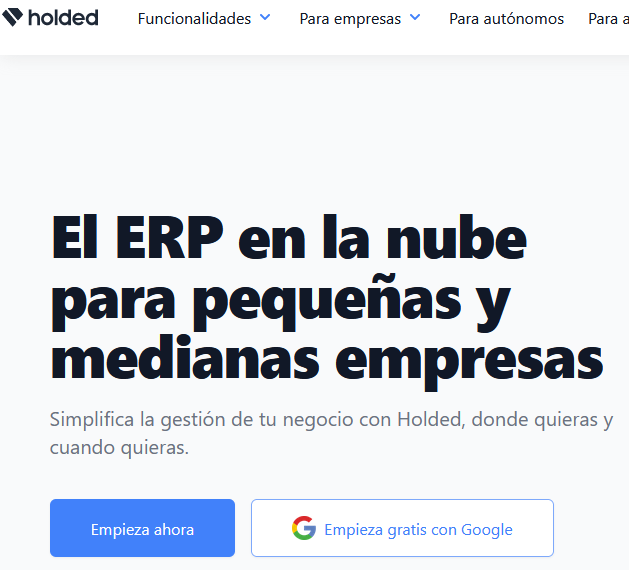 holded
Funcionalidades
Para empresas
Para autónomos
Para a
El ERP en la nube
para pequeñas y
medianas empresas
Simplifica la gestión de tu negocio con Holded, donde quieras y
cuando quieras.
Empieza ahora
Empieza gratis con Google